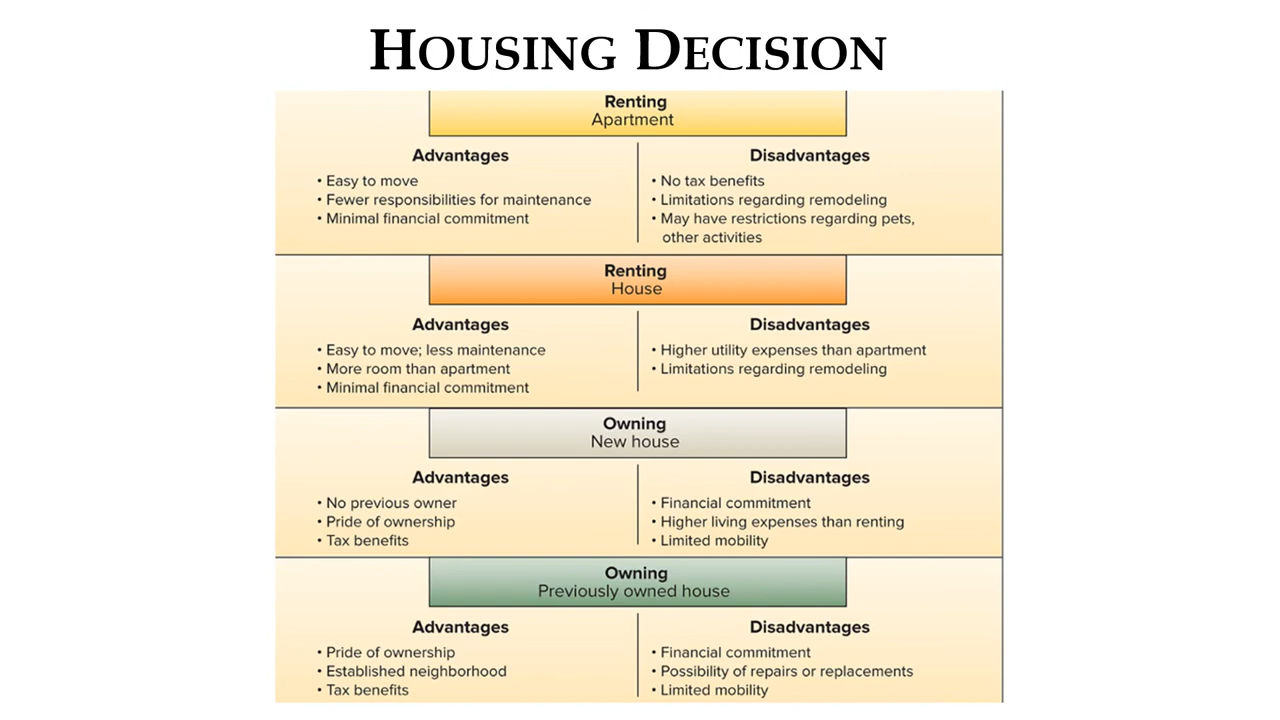 HOUSING DECISION
Renting
Apartment
Advantages
• Easy to move
• Fewer responsibilities for maintenance
• Minimal financial commitment
Disadvantages
• No tax benefits
• Limitations regarding remodeling
• May have restrictions regarding pets,
other activities
Renting
House
Advantages
• Easy to move; less maintenance
• More room than apartment
• Minimal financial commitment
Disadvantages
• Higher utility expenses than apartment
• Limitations regarding remodeling
Owning
New house
Advantages
• No previous owner
• Pride of ownership
• Tax benefits
Disadvantages
• Financial commitment
• Higher living expenses than renting
• Limited mobility
Owning
Previously owned house
Advantages
• Pride of ownership
• Established neighborhood
• Tax benefits
Disadvantages
• Financial commitment
• Possibility of repairs or replacements
• Limited mobility